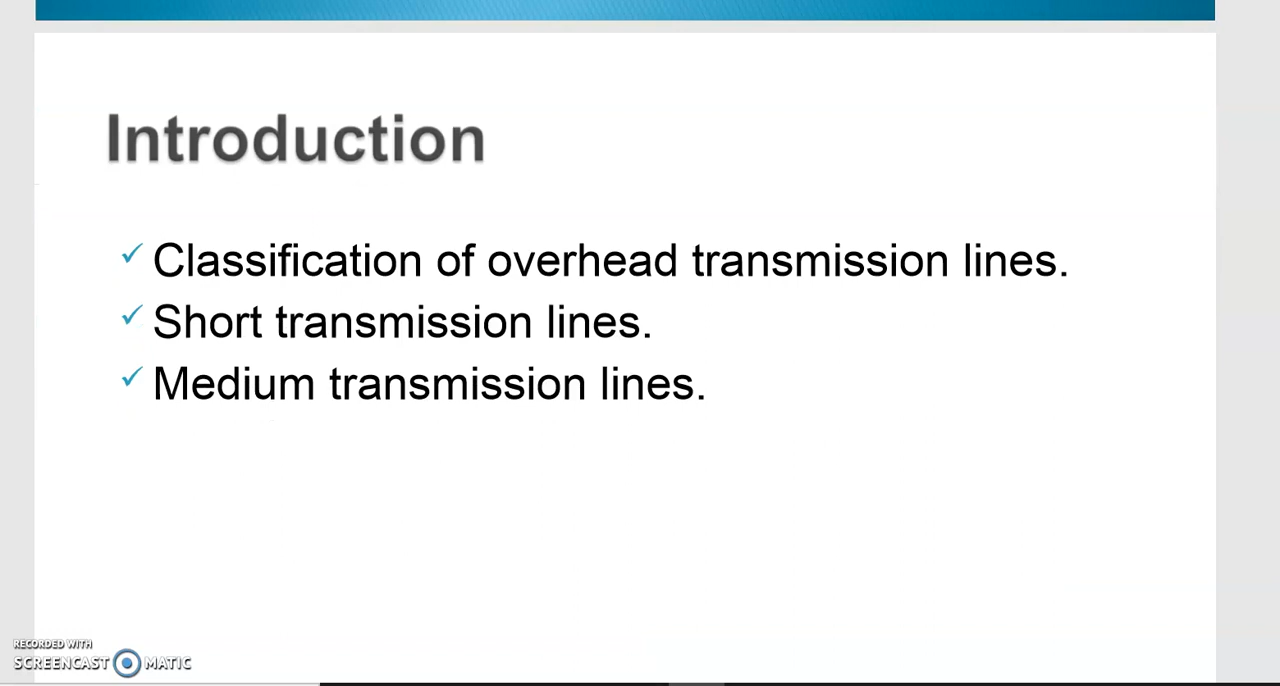 Introduction
Classification of overhead transmission lines.
Short transmission lines.
Medium transmission lines.
RECORDED WITH
SCREENCAST MATIC